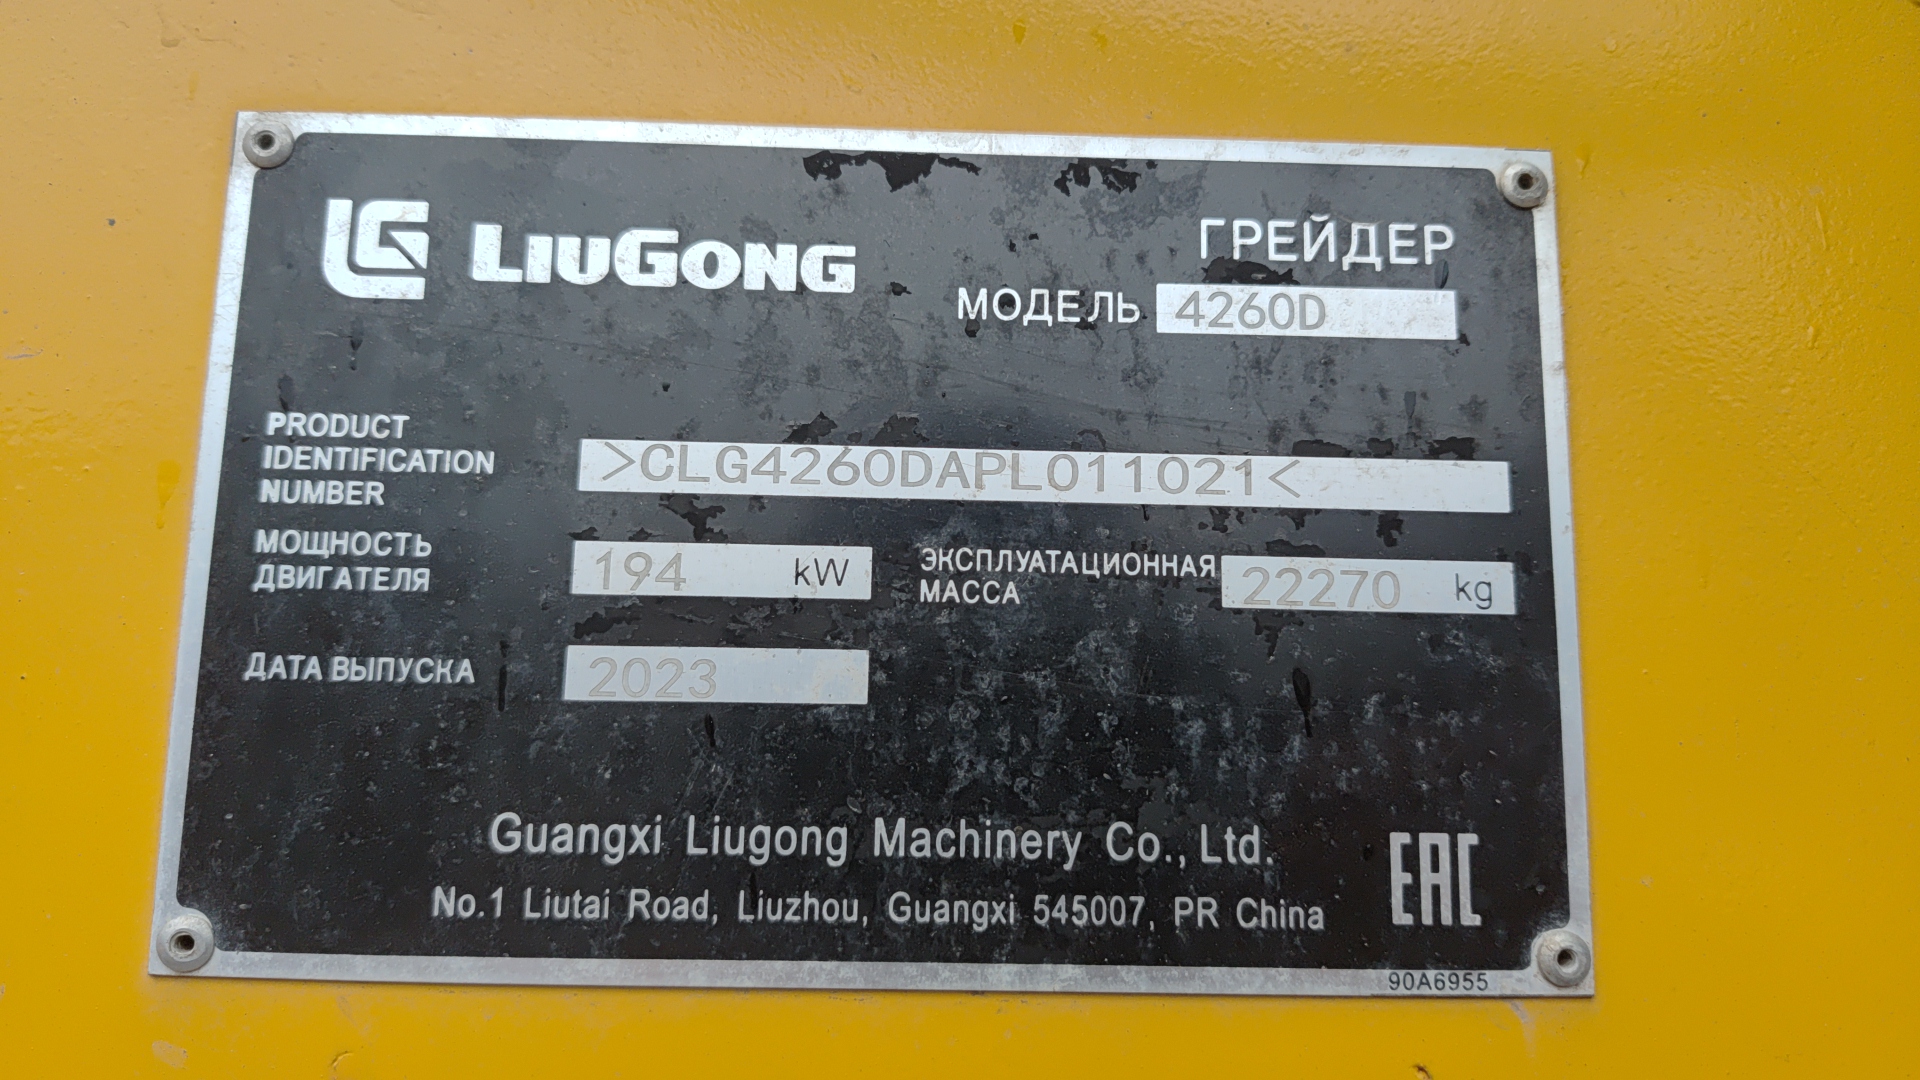 LIUGONG
ГРЕЙДЕР
МОДЕЛЬ 4260D
PRODUCT
IDENTIFICATION
NUMBER
>CLG4260DAPL011021<
МОЩНОСТЬ
ДВИГАТЕЛЯ
194 kW
ЭКСПЛУАТАЦИОННАЯ
МАССА
22270 kg
ДАТА ВЫПУСКА 2023
Guangxi Liugong Machinery Co., Ltd.
No.1 Liutai Road, Liuzhou, Guangxi 545007, PR China
EAC
90A6955